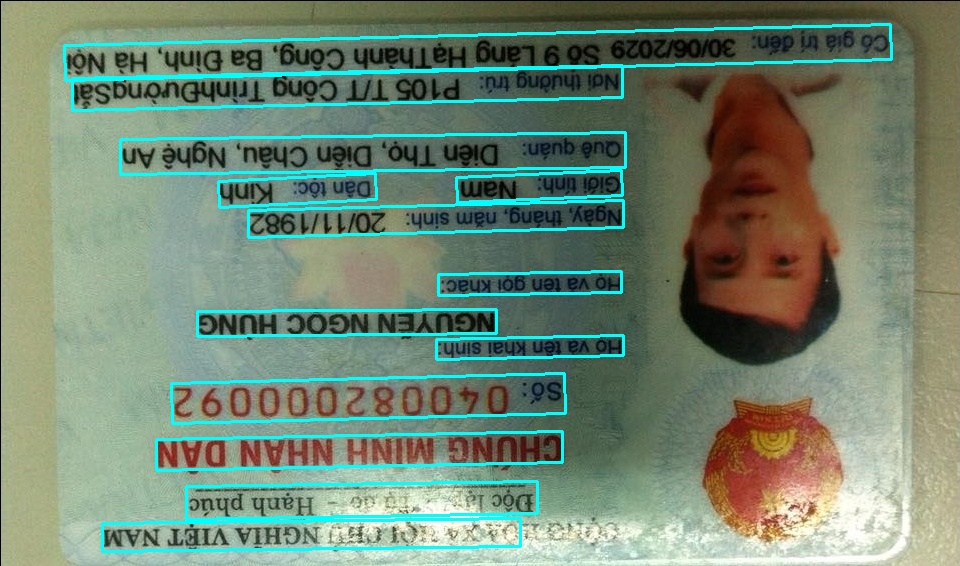 CỘNG HÒA XÃ HỘI CHỦ NGHĨA VIỆT NAM
Độc lập - Tự do - Hạnh phúc
CHỨNG MINH NHÂN DÂN
Số: 040082000092
Họ và tên khai sinh:
NGUYỄN NGỌC HÙNG
Họ và tên gọi khác:
Ngày, tháng, năm sinh: 20/11/1982
Giới tính: Nam Dân tộc: Kinh
Quê quán: Diễn Thọ, Diễn Châu, Nghệ An
Nơi thường trú: P105 T/T Công TrìnhĐườngSắt
Có giá trị đến: 30/06/2029 Số 9 Láng HạThành Công, Ba Đình, Hà Nội